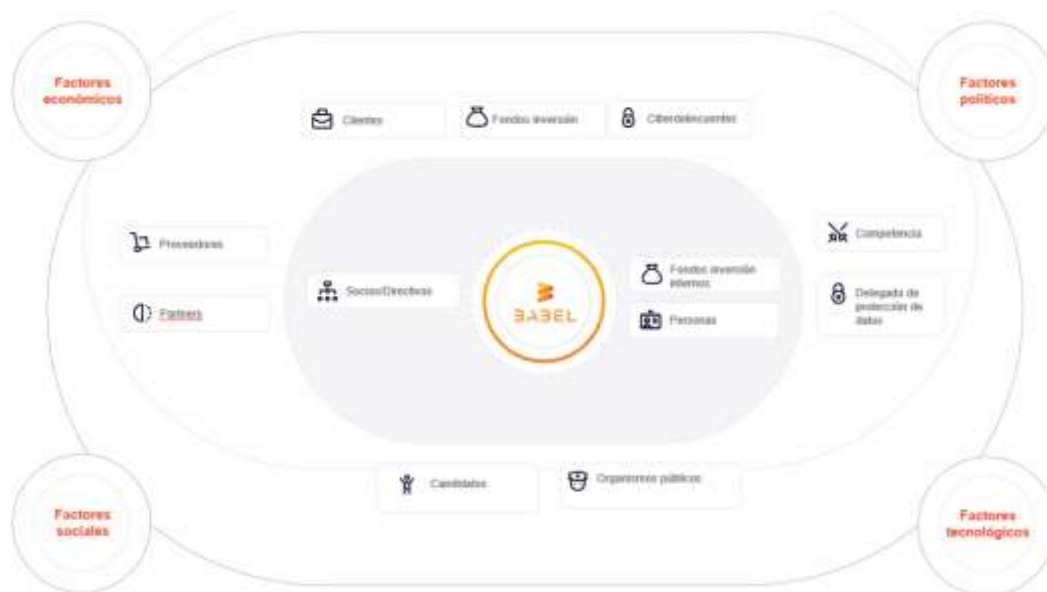 Factores
económicos
Factores
políticos
Clientes
Fondos inversión
Ciberdelincuentes
Proveedores
Competencia
Socios/Directivos
BABEL
Fondos inversión
internos
Delegada de
protección de
datos
Partners
Personas
Candidatos
Organismos públicos
Factores
sociales
Factores
tecnológicos